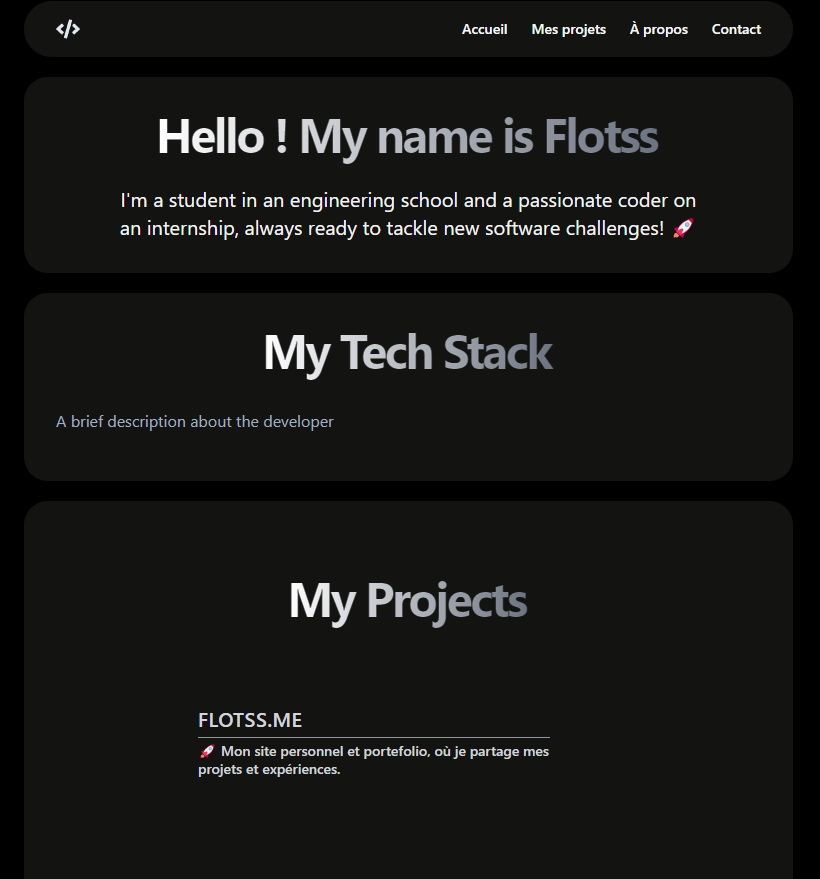 </>
Accueil Mes projets À propos Contact
Hello ! My name is Flotss
I'm a student in an engineering school and a passionate coder on
an internship, always ready to tackle new software challenges! 🚀
My Tech Stack
A brief description about the developer
My Projects
FLOTSS.ME
🚀 Mon site personnel et portefolio, où je partage mes
projets et expériences.